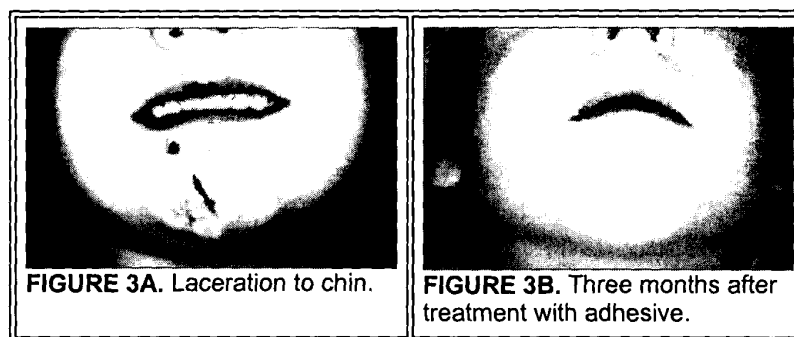 FIGURE 3A. Laceration to chin.
FIGURE 3B. Three months after
treatment with adhesive.